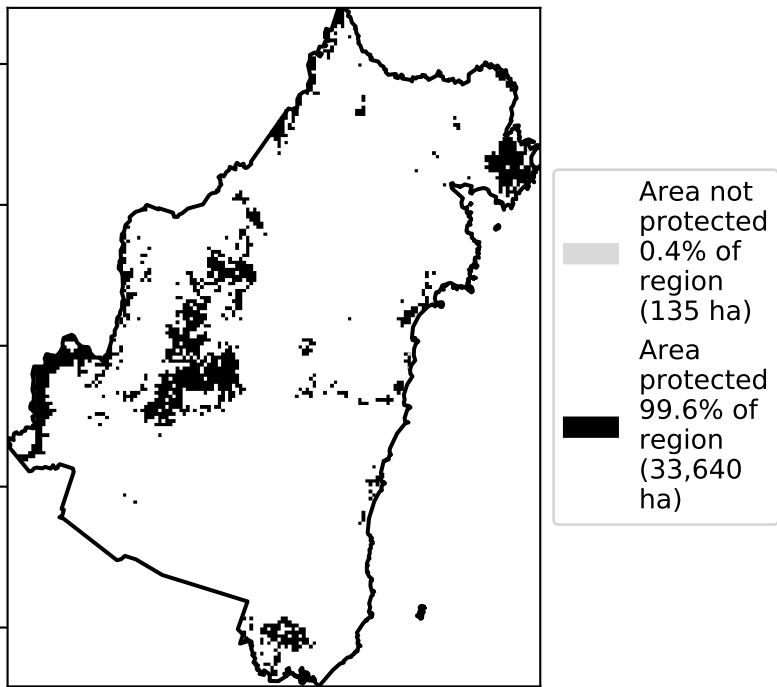 Area not
protected
0.4% of
region
(135 ha)
Area
protected
99.6% of
region
(33,640
ha)